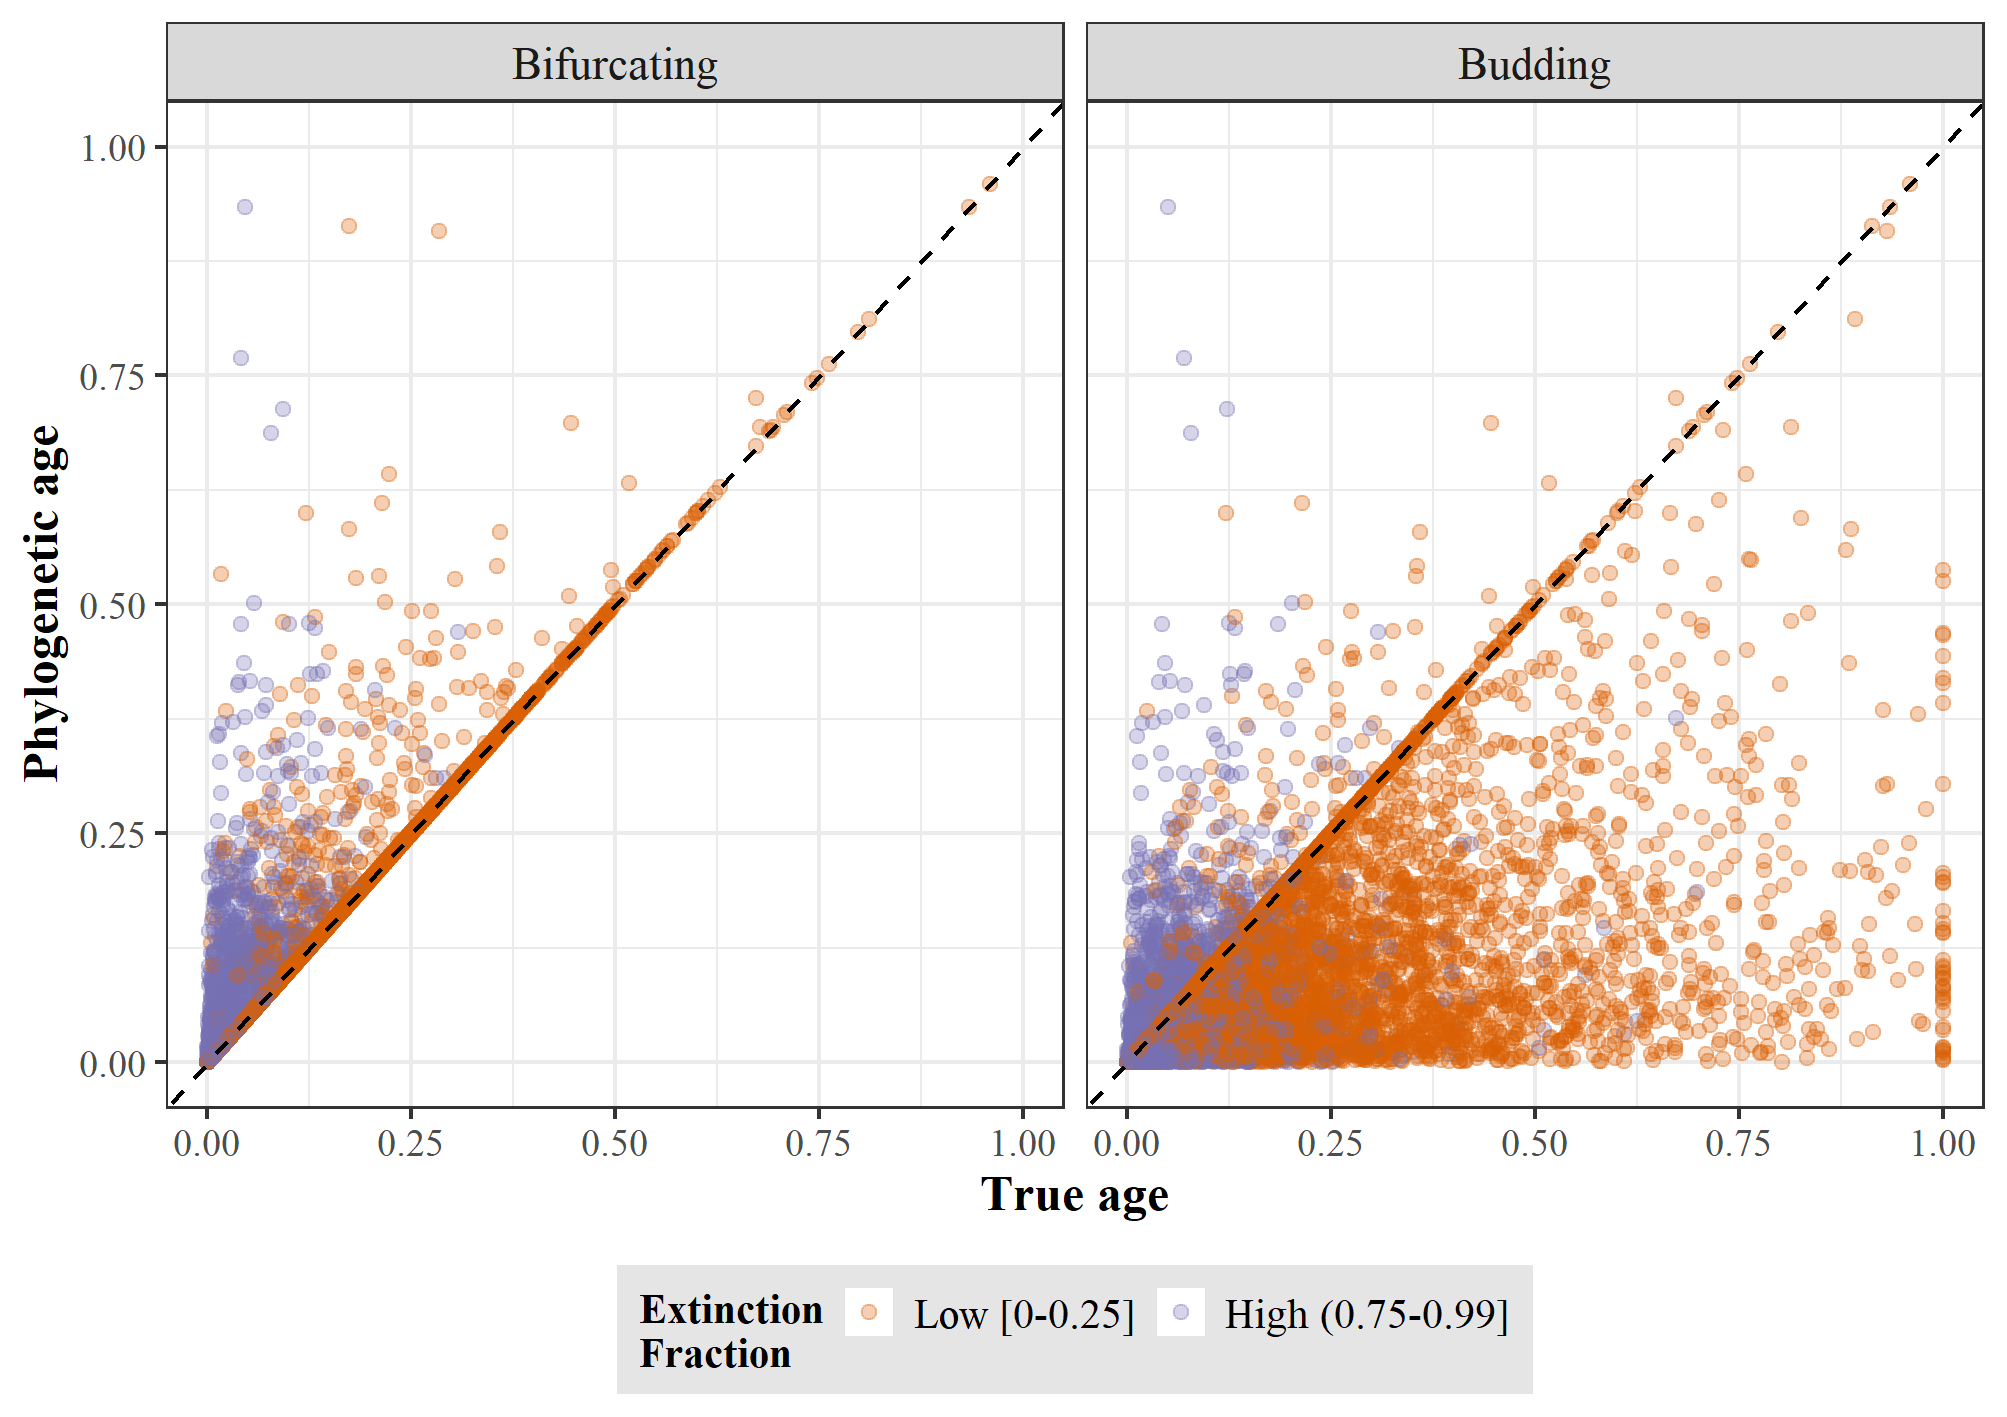 Bifurcating
Budding
Phylogenetic age
1.00
0.75
0.50
0.25
0.00
0.00 0.25 0.50 0.75 1.00
0.00 0.25 0.50 0.75 1.00
True age
Extinction
Fraction
Low [0-0.25]
High (0.75-0.99]